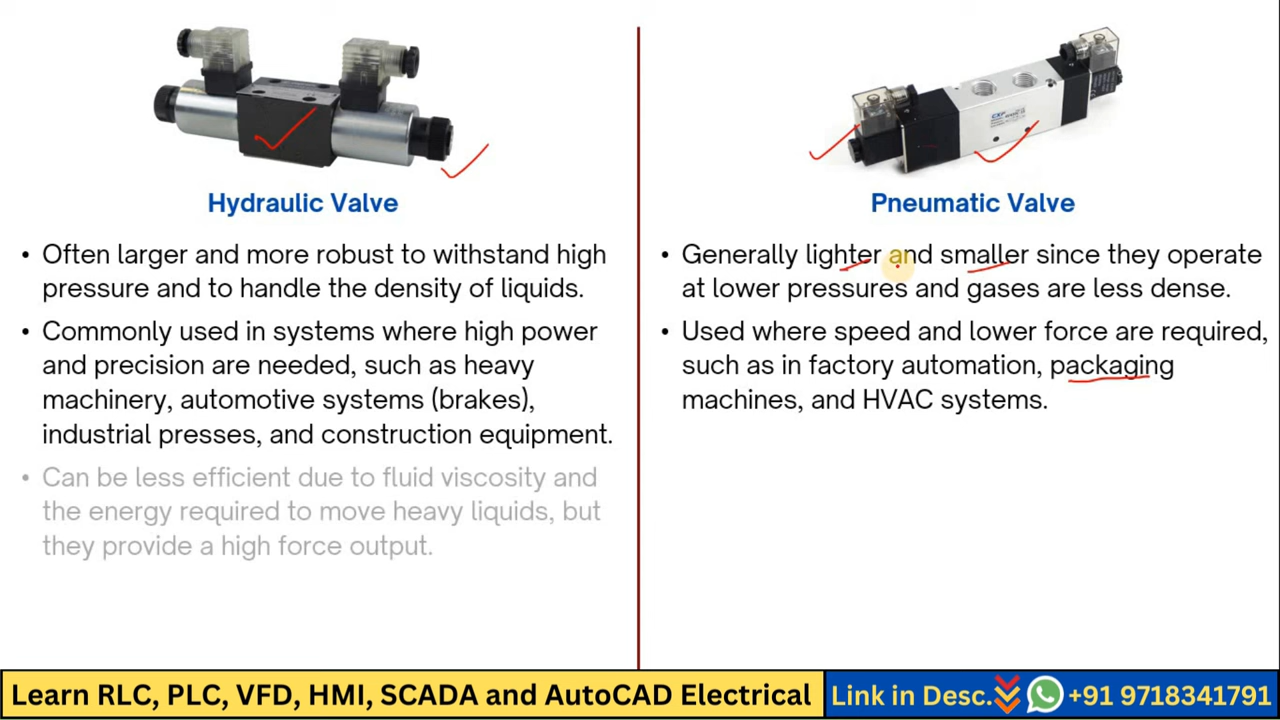 Hydraulic Valve
• Often larger and more robust to withstand high
pressure and to handle the density of liquids.
• Commonly used in systems where high power
and precision are needed, such as heavy
machinery, automotive systems (brakes),
industrial presses, and construction equipment.
• Can be less efficient due to fluid viscosity and
the energy required to move heavy liquids, but
they provide a high force output.
CXP
Pneumatic Valve
• Generally lighter and smaller since they operate
at lower pressures and gases are less dense.
• Used where speed and lower force are required,
such as in factory automation, packaging
machines, and HVAC systems.
Learn RLC, PLC, VFD, HMI, SCADA and AutoCAD Electrical
Link in Desc. +91 9718341791